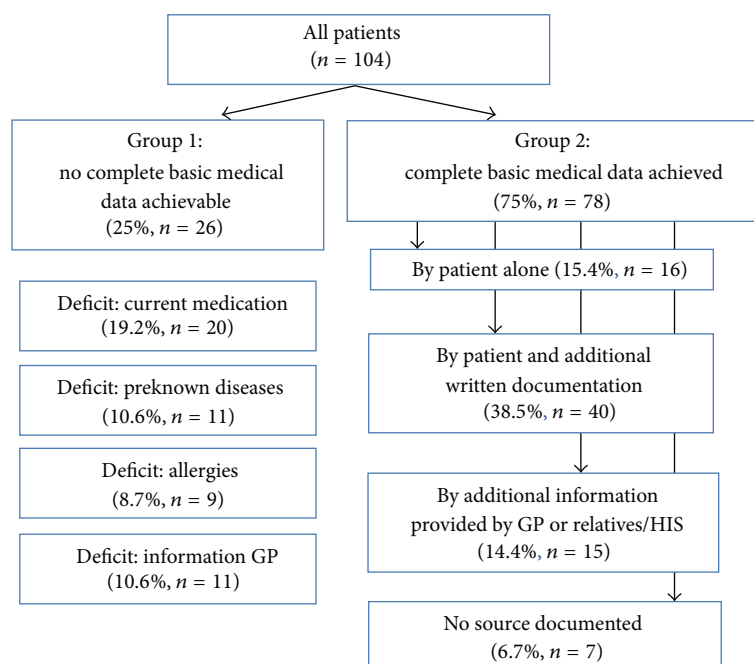 All patients
(n = 104)
Group 1:
no complete basic medical
data achievable
(25%, n = 26)
Group 2:
complete basic medical data achieved
(75%, n = 78)
Deficit: current medication
(19.2%, n = 20)
Deficit: preknown diseases
(10.6%, n = 11)
Deficit: allergies
(8.7%, n = 9)
Deficit: information GP
(10.6%, n = 11)
By patient alone (15.4%, n = 16)
By patient and additional
written documentation
(38.5%, n = 40)
By additional information
provided by GP or relatives/HIS
(14.4%, n = 15)
No source documented
(6.7%, n = 7)